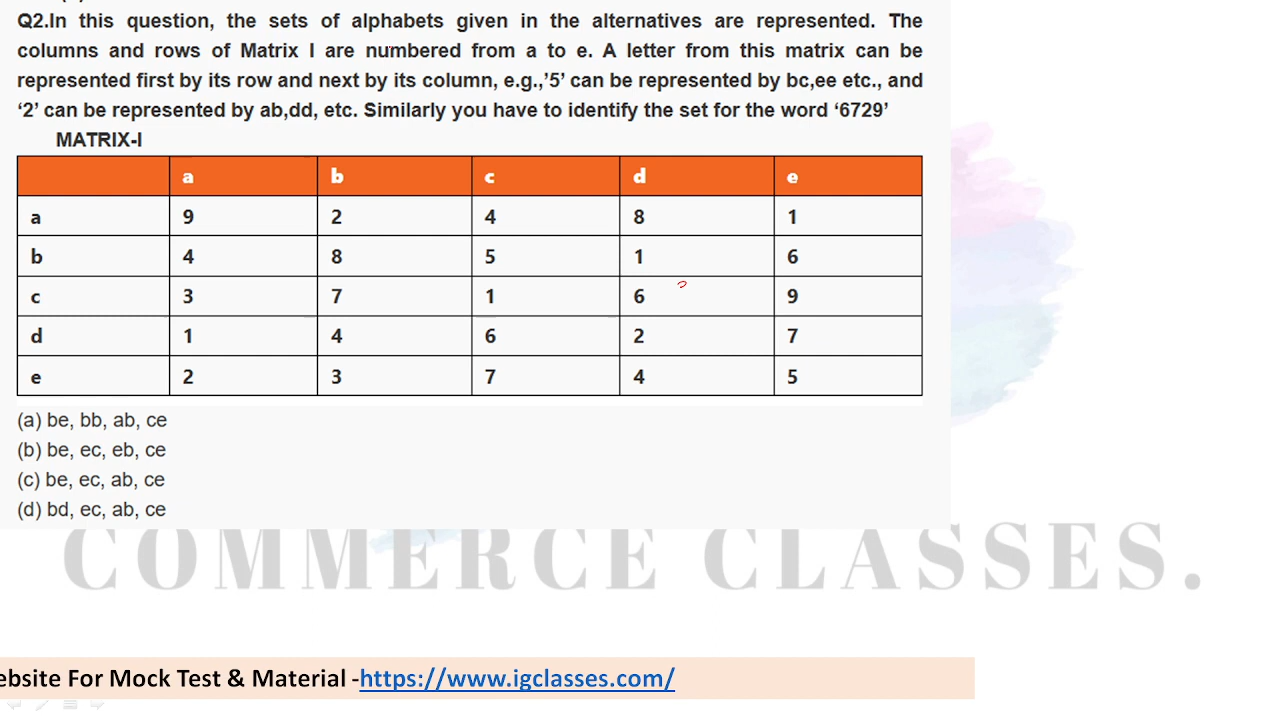 Q2.In this question, the sets of alphabets given in the alternatives are represented. The
columns and rows of Matrix I are numbered from a to e. A letter from this matrix can be
represented first by its row and next by its column, e.g.,'5' can be represented by bc,ee etc., and
'2' can be represented by ab,dd, etc. Similarly you have to identify the set for the word '6729'
MATRIX-I
a b c d e
a 9 2 4 8 1
b 4 8 5 1 6
c 3 7 1 6 9
d 1 4 6 2 7
e 2 3 7 4 5
(a) be, bb, ab, ce
(b) be, ec, eb, ce
(c) be, ec, ab, ce
(d) bd, ec, ab, ce
COMMERCE CLASSES.
ebsite For Mock Test & Material -https://www.igclasses.com/